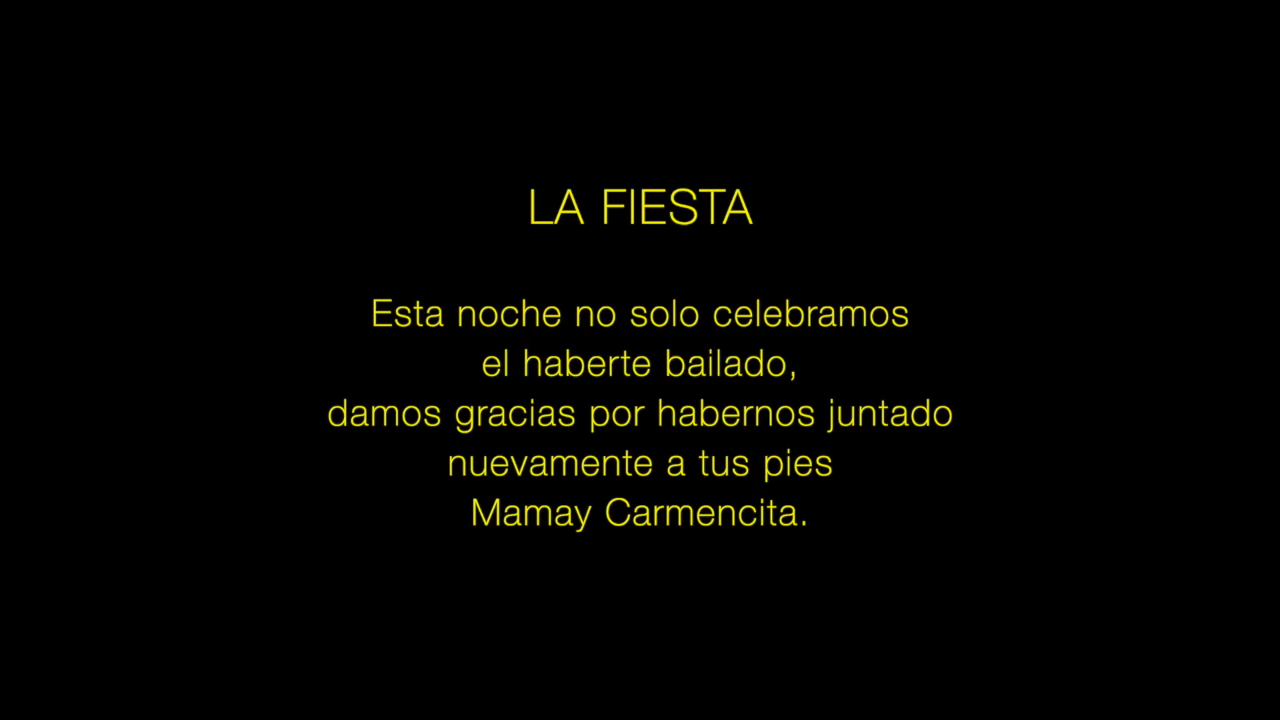 LA FIESTA
Esta noche no solo celebramos
el haberte bailado,
damos gracias por habernos juntado
nuevamente a tus pies
Mamay Carmencita.